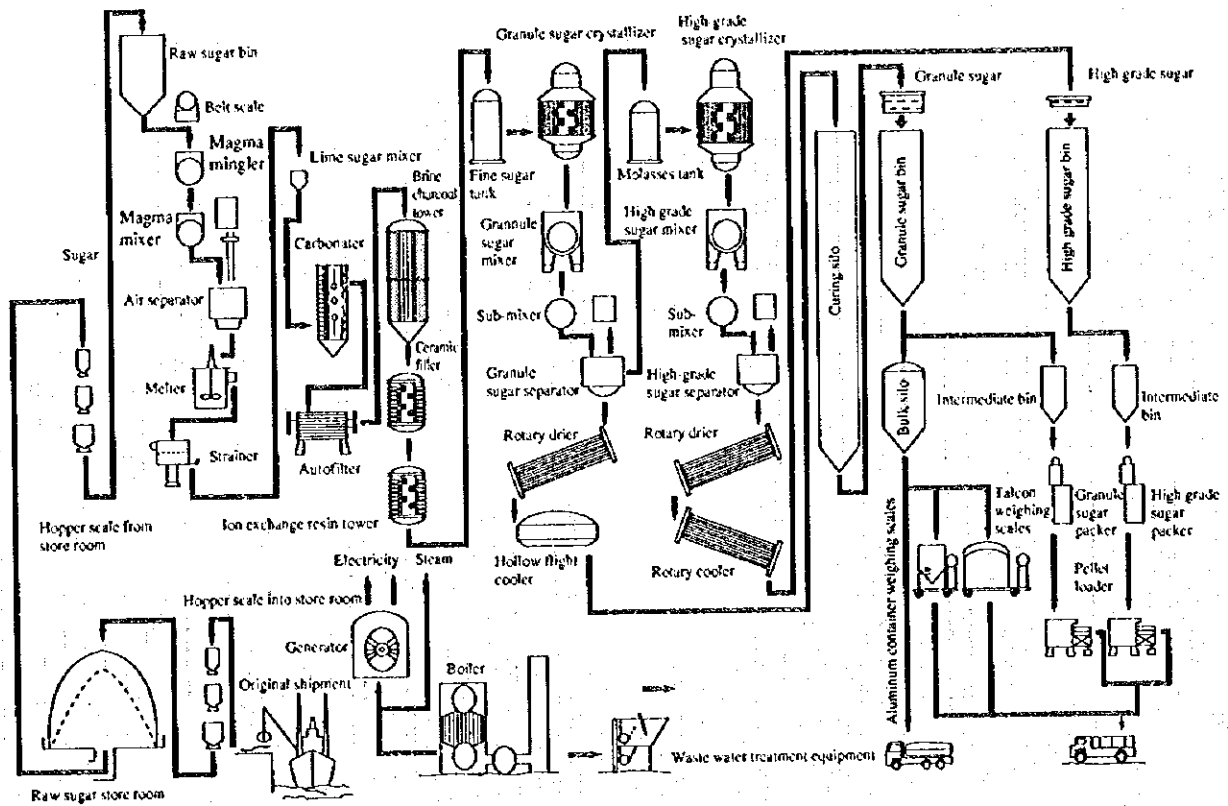 Raw sugar bin
Belt scale
Magma
mingler
Magma
mixer
Sugar
Air separator
Melter
Strainer
Hopper scale from
store room
Lime sugar mixer
Brine
charcoal
tower
Carbonater
Ceramic
filler
Autofilter
Ion exchange resin tower
Granule sugar crystallizer
Fine sugar
tank
Grannule
sugar
mixer
Sub-mixer
Granule
sugar separator
Rotary drier
Hollow flight
cooler
High-grade
sugar crystallizer
Molasses tank
High grade
sugar mixer
Sub-
mixer
High-grade
sugar separator
Rotary drier
Rotary cooler
Curing silo
Granule sugar
Granule sugar bin
Bulk silo
High grade sugar
High grade sugar bin
Intermediate bin
Intermediate
bin
Talcon
weighing
scales
Granule
sugar
packer
High grade
sugar
packer
Pellet
loader
Aluminum container weighing scales
Electricity
Steam
Hopper scale into store room
Generator
Original shipment
Boiler
Waste water treatment equipment
Raw sugar store room